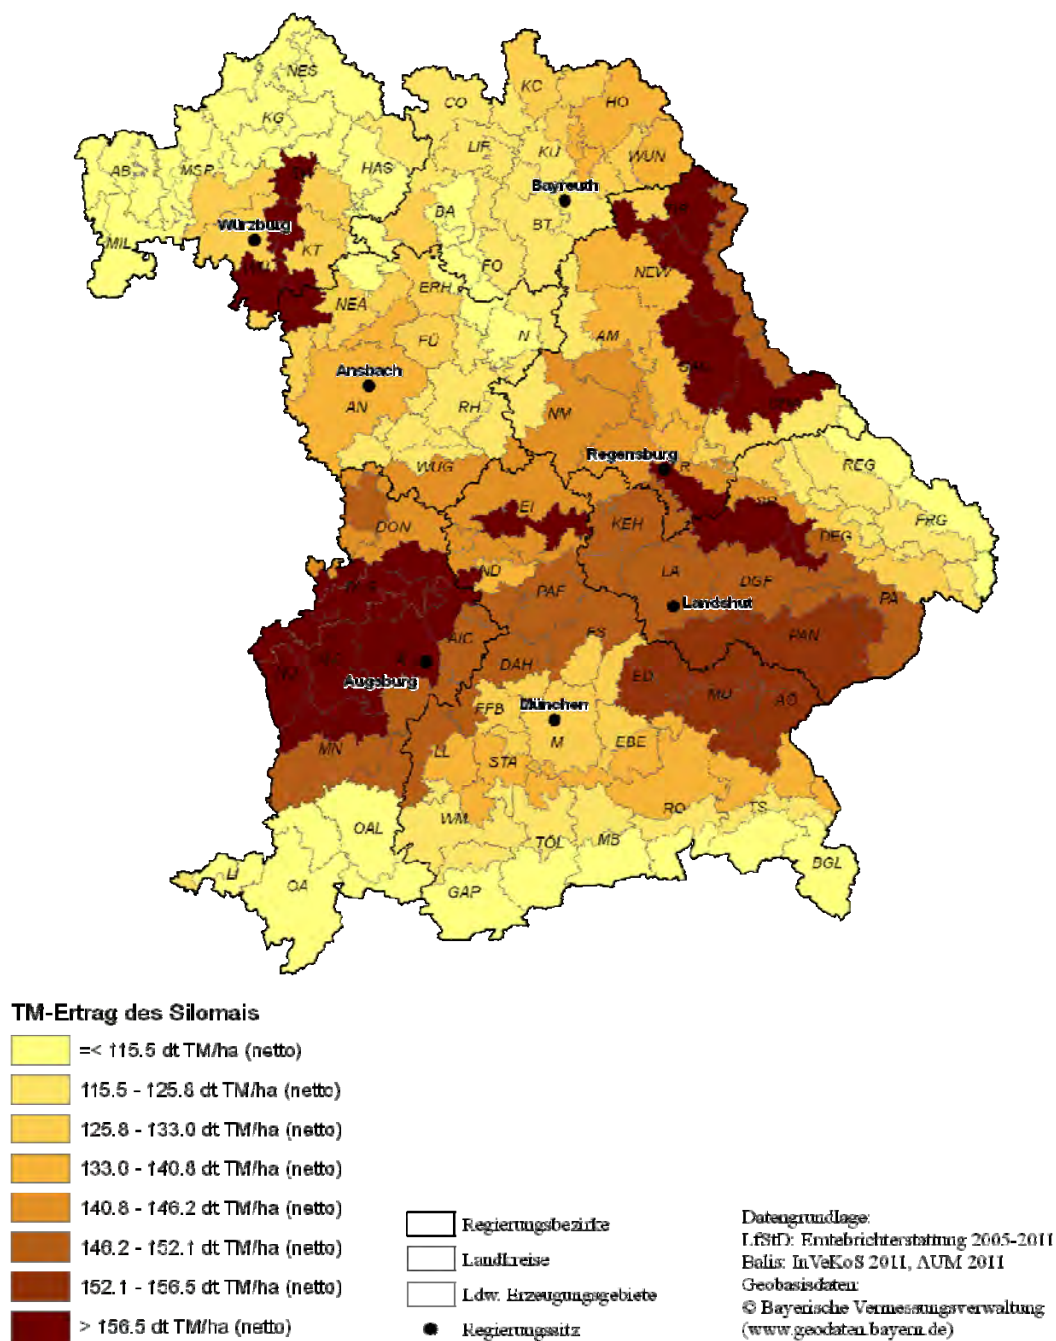 NES
KC
CO
HO
KG
LIF
KU
WUN
AB
MSP
HAS
Bayreuth
BA
BT
Würzburg
MIL
KT
FO
NEW
ERH
NEA
FÜ
N
AM
Ansbach
AN
RH
NM
Regensburg
R
REG
WUG
EI
KEH
FRG
DON
DEG
ND
LA
DGF
PAF
PA
Landshut
AIC
FS
PAN
A
DAH
ED
Augsburg
MÜ
AÖ
FFB
München
M
EBE
MN
LL
STA
RO
TS
WM
OAL
TÖL
MB
BGL
OA
GAP
TM-Ertrag des Silomais
=< 115.5 dt TM/ha (netto)
115.5 - 125.8 dt TM/ha (netto)
125.8 - 133.0 dt TM/ha (netto)
133.0 - 140.8 dt TM/ha (netto)
140.8 - 146.2 dt TM/ha (netto)
146.2 - 152.1 dt TM/ha (netto)
152.1 - 156.5 dt TM/ha (netto)
> 156.5 dt TM/ha (netto)
Regierungsbezirke
Landkreise
Ldw. Erzeugungsgebiete
Regierungssitz
Datengrundlage:
LfStD: Erntebrichterstattung 2005-2011
Balis: InVeKoS 2011, AUM 2011
Geobasisdaten:
© Bayerische Vermessungsverwaltung
(www.geodaten.bayern.de)